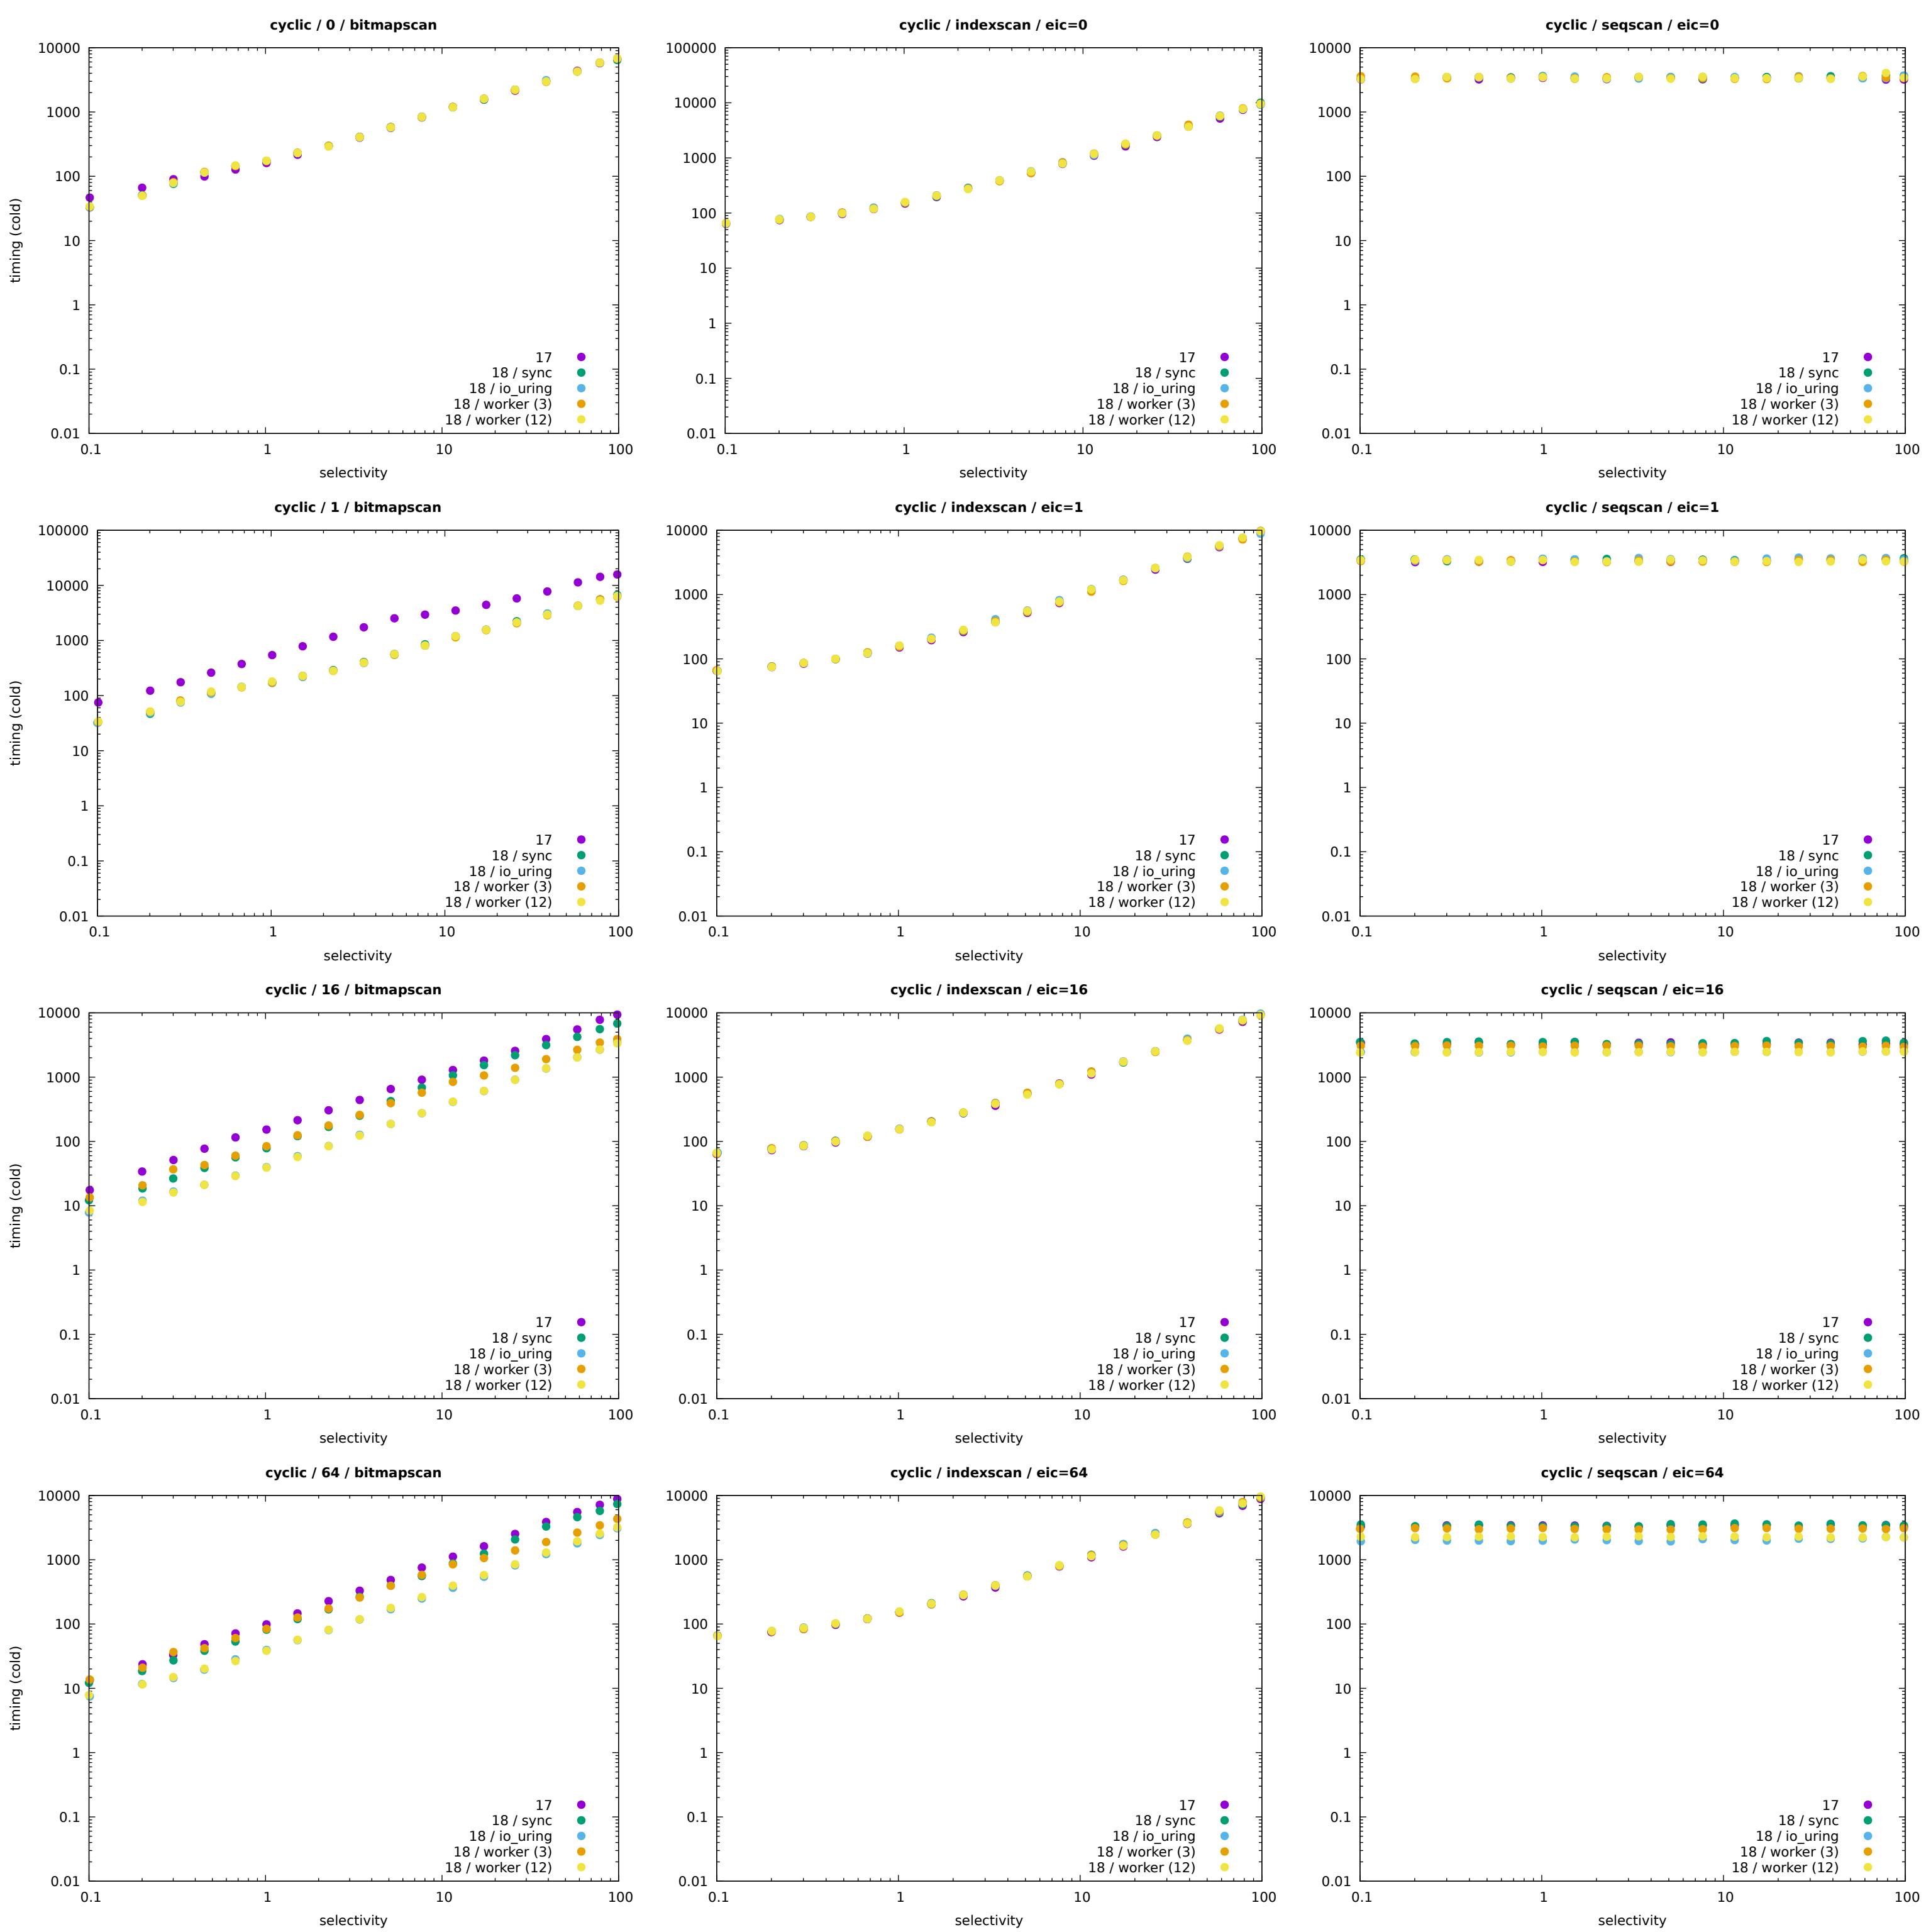 cyclic / 0 / bitmapscan
10000
1000
100
10
1
0.1
0.01
timing (cold)
17
18 / sync
18 / io_uring
18 / worker (3)
18 / worker (12)
0.1 1 10 100
selectivity
cyclic / indexscan / eic=0
100000
10000
1000
100
10
1
0.1
0.01
17
18 / sync
18 / io_uring
18 / worker (3)
18 / worker (12)
0.1 1 10 100
selectivity
cyclic / seqscan / eic=0
10000
1000
100
10
1
0.1
0.01
17
18 / sync
18 / io_uring
18 / worker (3)
18 / worker (12)
0.1 1 10 100
selectivity
cyclic / 1 / bitmapscan
100000
10000
1000
100
10
1
0.1
0.01
timing (cold)
17
18 / sync
18 / io_uring
18 / worker (3)
18 / worker (12)
0.1 1 10 100
selectivity
cyclic / indexscan / eic=1
10000
1000
100
10
1
0.1
0.01
17
18 / sync
18 / io_uring
18 / worker (3)
18 / worker (12)
0.1 1 10 100
selectivity
cyclic / seqscan / eic=1
10000
1000
100
10
1
0.1
0.01
17
18 / sync
18 / io_uring
18 / worker (3)
18 / worker (12)
0.1 1 10 100
selectivity
cyclic / 16 / bitmapscan
10000
1000
100
10
1
0.1
0.01
timing (cold)
17
18 / sync
18 / io_uring
18 / worker (3)
18 / worker (12)
0.1 1 10 100
selectivity
cyclic / indexscan / eic=16
10000
1000
100
10
1
0.1
0.01
17
18 / sync
18 / io_uring
18 / worker (3)
18 / worker (12)
0.1 1 10 100
selectivity
cyclic / seqscan / eic=16
10000
1000
100
10
1
0.1
0.01
17
18 / sync
18 / io_uring
18 / worker (3)
18 / worker (12)
0.1 1 10 100
selectivity
cyclic / 64 / bitmapscan
10000
1000
100
10
1
0.1
0.01
timing (cold)
17
18 / sync
18 / io_uring
18 / worker (3)
18 / worker (12)
0.1 1 10 100
selectivity
cyclic / indexscan / eic=64
10000
1000
100
10
1
0.1
0.01
17
18 / sync
18 / io_uring
18 / worker (3)
18 / worker (12)
0.1 1 10 100
selectivity
cyclic / seqscan / eic=64
10000
1000
100
10
1
0.1
0.01
17
18 / sync
18 / io_uring
18 / worker (3)
18 / worker (12)
0.1 1 10 100
selectivity